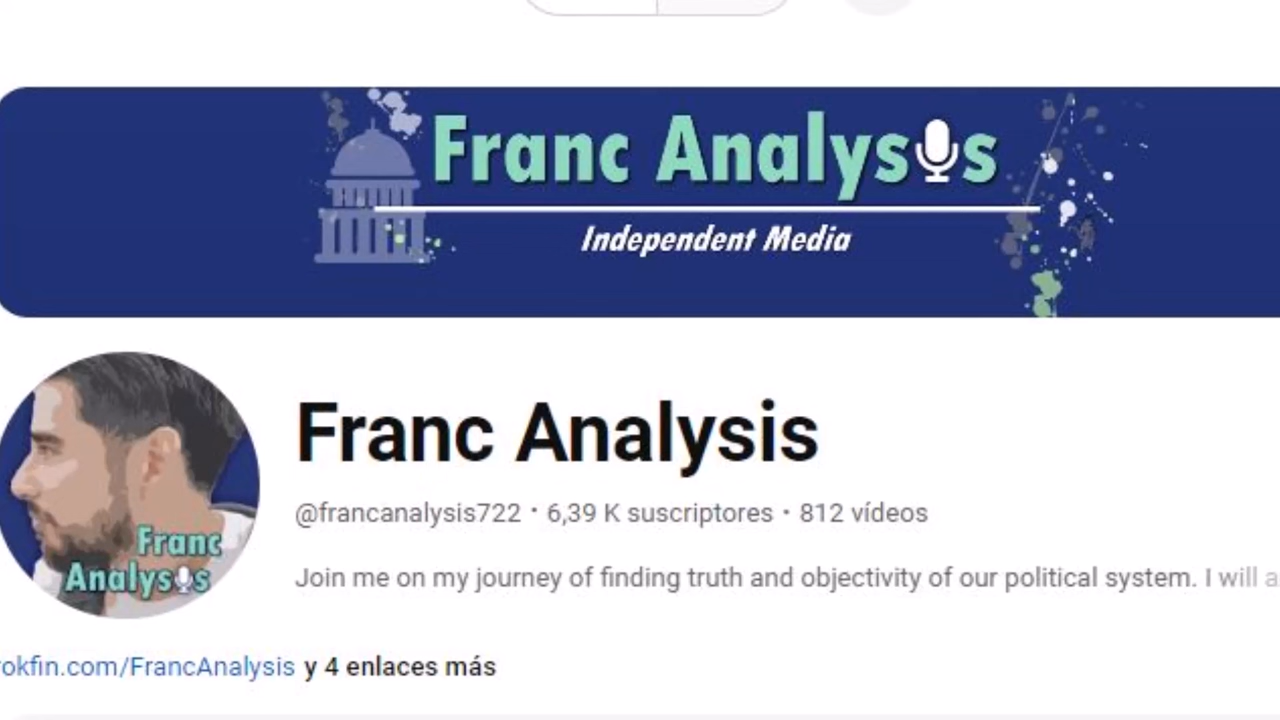 Franc Analysis
Independent Media
Franc Analysis
@francanalysis722 • 6,39 K suscriptores • 812 vídeos
Franc
Analysis
Join me on my journey of finding truth and objectivity of our political system. I will a
rokfin.com/FrancAnalysis y 4 enlaces más